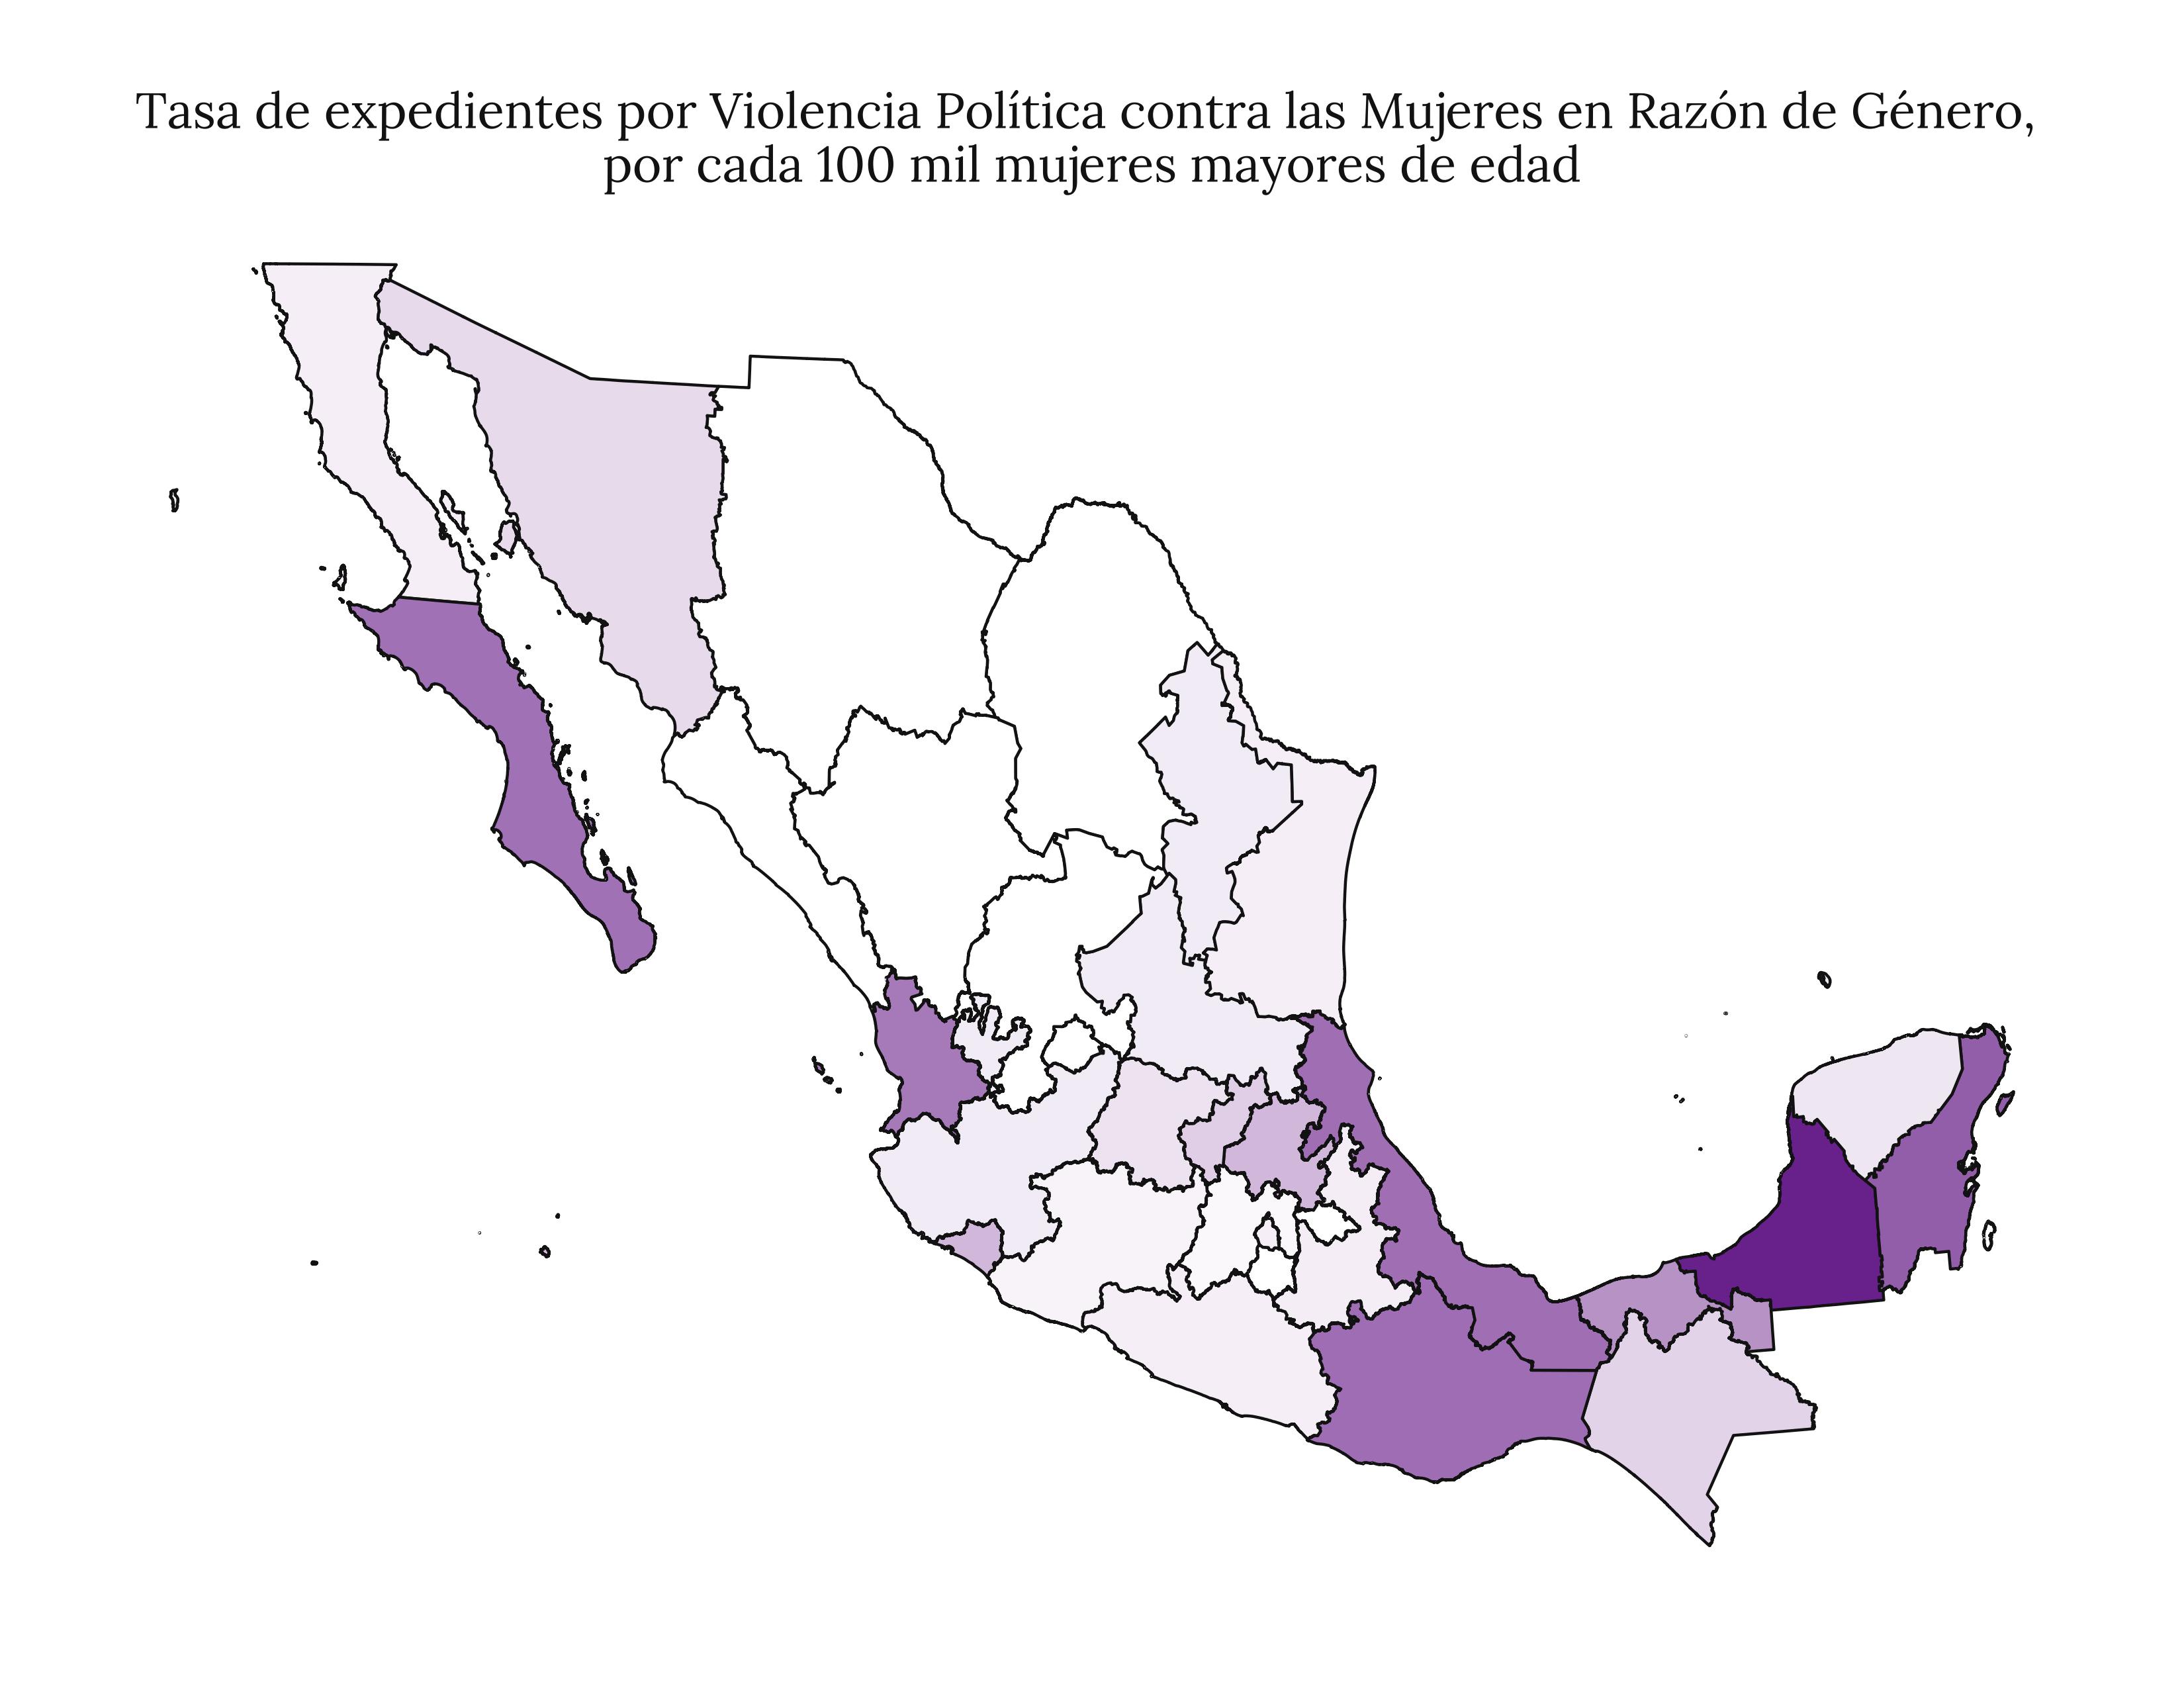 Tasa de expedientes por Violencia Política contra las Mujeres en Razón de Género,
por cada 100 mil mujeres mayores de edad